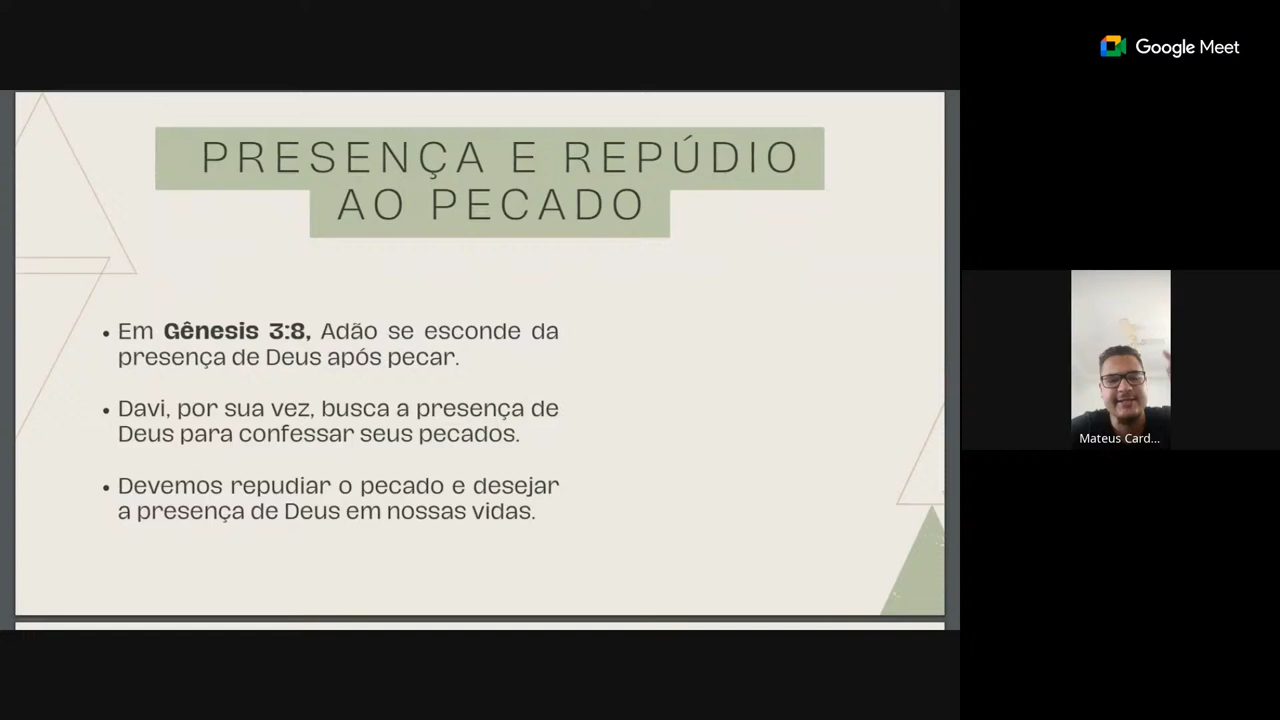 Google Meet
PRESENÇA E REPÚDIO
AO PECADO
• Em Gênesis 3:8, Adão se esconde da
presença de Deus após pecar.
• Davi, por sua vez, busca a presença de
Deus para confessar seus pecados.
• Devemos repudiar o pecado e desejar
a presença de Deus em nossas vidas.
Mateus Card...